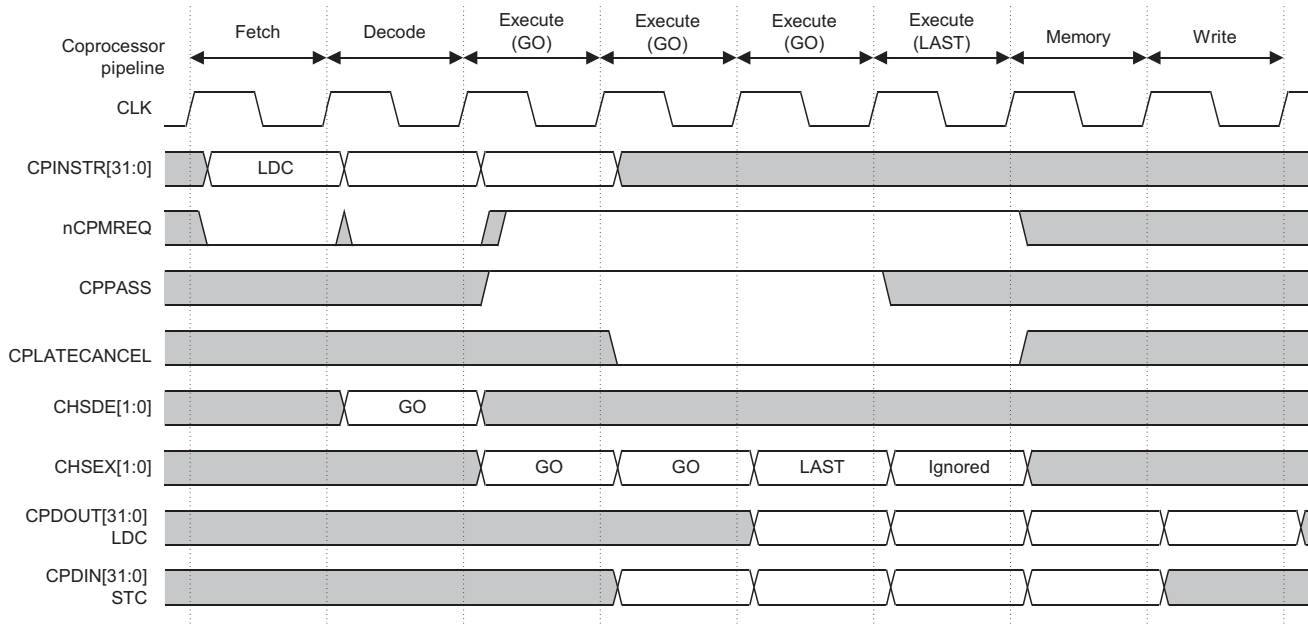 Coprocessor
pipeline
Fetch
Decode
Execute
(GO)
Execute
(GO)
Execute
(GO)
Execute
(LAST)
Memory
Write
CLK
CPINSTR[31:0]
LDC
nCPMREQ
CPPASS
CPLATECANCEL
CHSDE[1:0]
GO
CHSEX[1:0]
GO
GO
LAST
Ignored
CPDOUT[31:0]
LDC
CPDIN[31:0]
STC